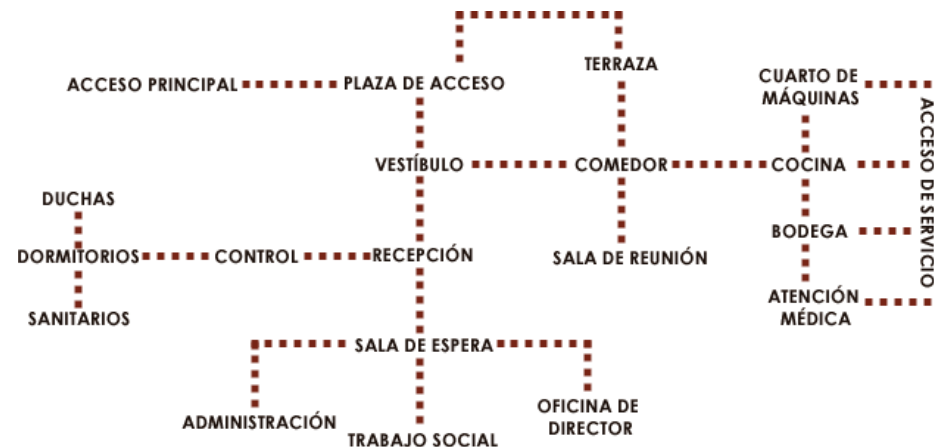 TERRAZA
ACCESO PRINCIPAL
PLAZA DE ACCESO
CUARTO DE
MÁQUINAS
ACCESO DE SERVICIO
VESTÍBULO
COMEDOR
COCINA
DUCHAS
BODEGA
DORMITORIOS
CONTROL
RECEPCIÓN
SALA DE REUNIÓN
SANITARIOS
ATENCIÓN
MÉDICA
SALA DE ESPERA
ADMINISTRACIÓN
OFICINA DE
DIRECTOR
TRABAJO SOCIAL